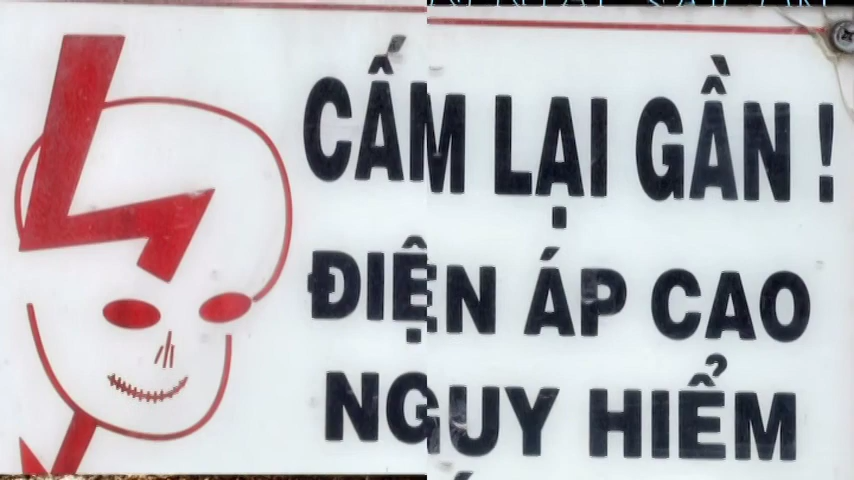 CẤM LẠI GẦN !
ĐIỆN ÁP CAO
NGUY HIỂM